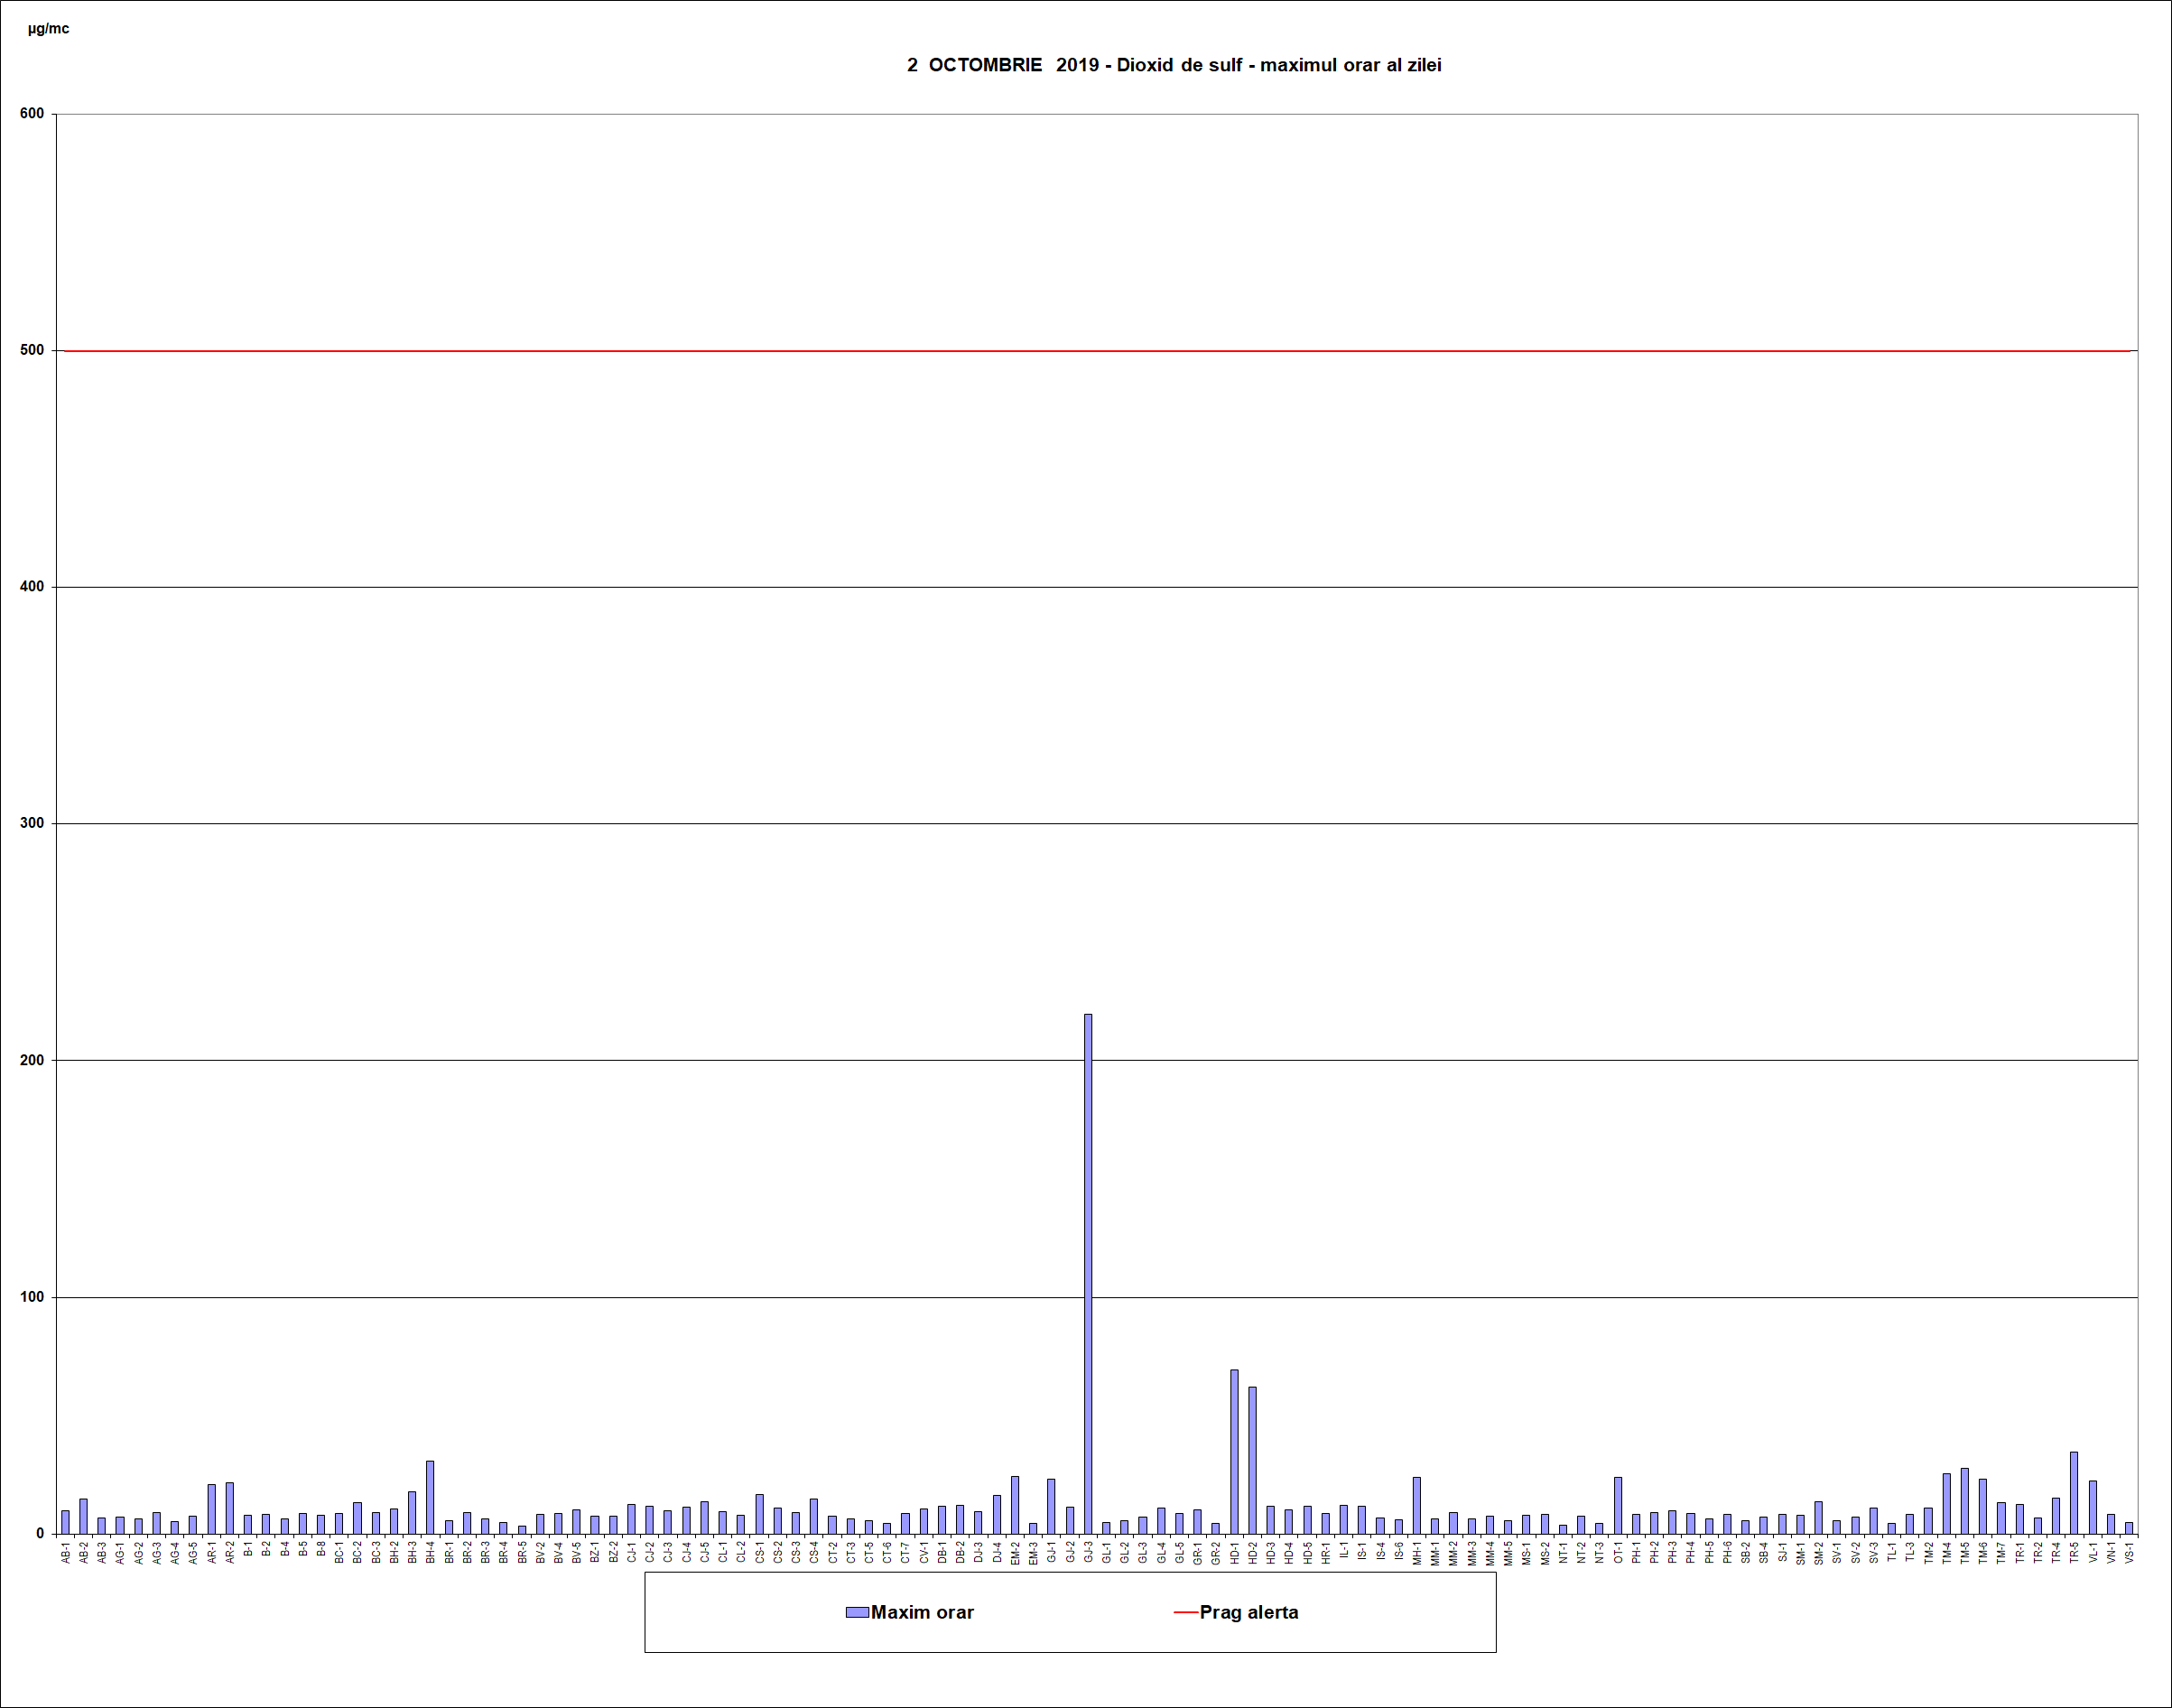 µg/mc
2 OCTOMBRIE 2019 - Dioxid de sulf - maximul orar al zilei
600
500
400
300
200
100
0
AB-1 AB-2 AB-3 AG-1 AG-2 AG-3 AG-4 AG-5 AR-1 AR-2 B-1 B-2 B-4 B-5 B-8 BC-1 BC-2 BC-3 BH-2 BH-3 BH-4 BR-1 BR-2 BR-3 BR-4 BR-5 BV-2 BV-4 BV-5 BZ-1 BZ-2 CJ-1 CJ-2 CJ-3 CJ-4 CJ-5 CL-1 CL-2 CS-1 CS-2 CS-3 CS-4 CT-2 CT-3 CT-5 CT-6 CT-7 CV-1 DB-1 DB-2 DJ-3 DJ-4 EM-2 EM-3 GJ-1 GJ-2 GJ-3 GL-1 GL-2 GL-3 GL-4 GL-5 GR-1 GR-2 HD-1 HD-2 HD-3 HD-4 HD-5 HR-1 IL-1 IS-1 IS-4 IS-6 MH-1 MM-1 MM-2 MM-3 MM-4 MM-5 MS-1 MS-2 NT-1 NT-2 NT-3 OT-1 PH-1 PH-2 PH-3 PH-4 PH-5 PH-6 SB-2 SB-4 SJ-1 SM-1 SM-2 SV-1 SV-2 SV-3 TL-1 TL-3 TM-2 TM-4 TM-5 TM-6 TM-7 TR-1 TR-2 TR-4 TR-5 VL-1 VN-1 VS-1
Maxim orar Prag alerta